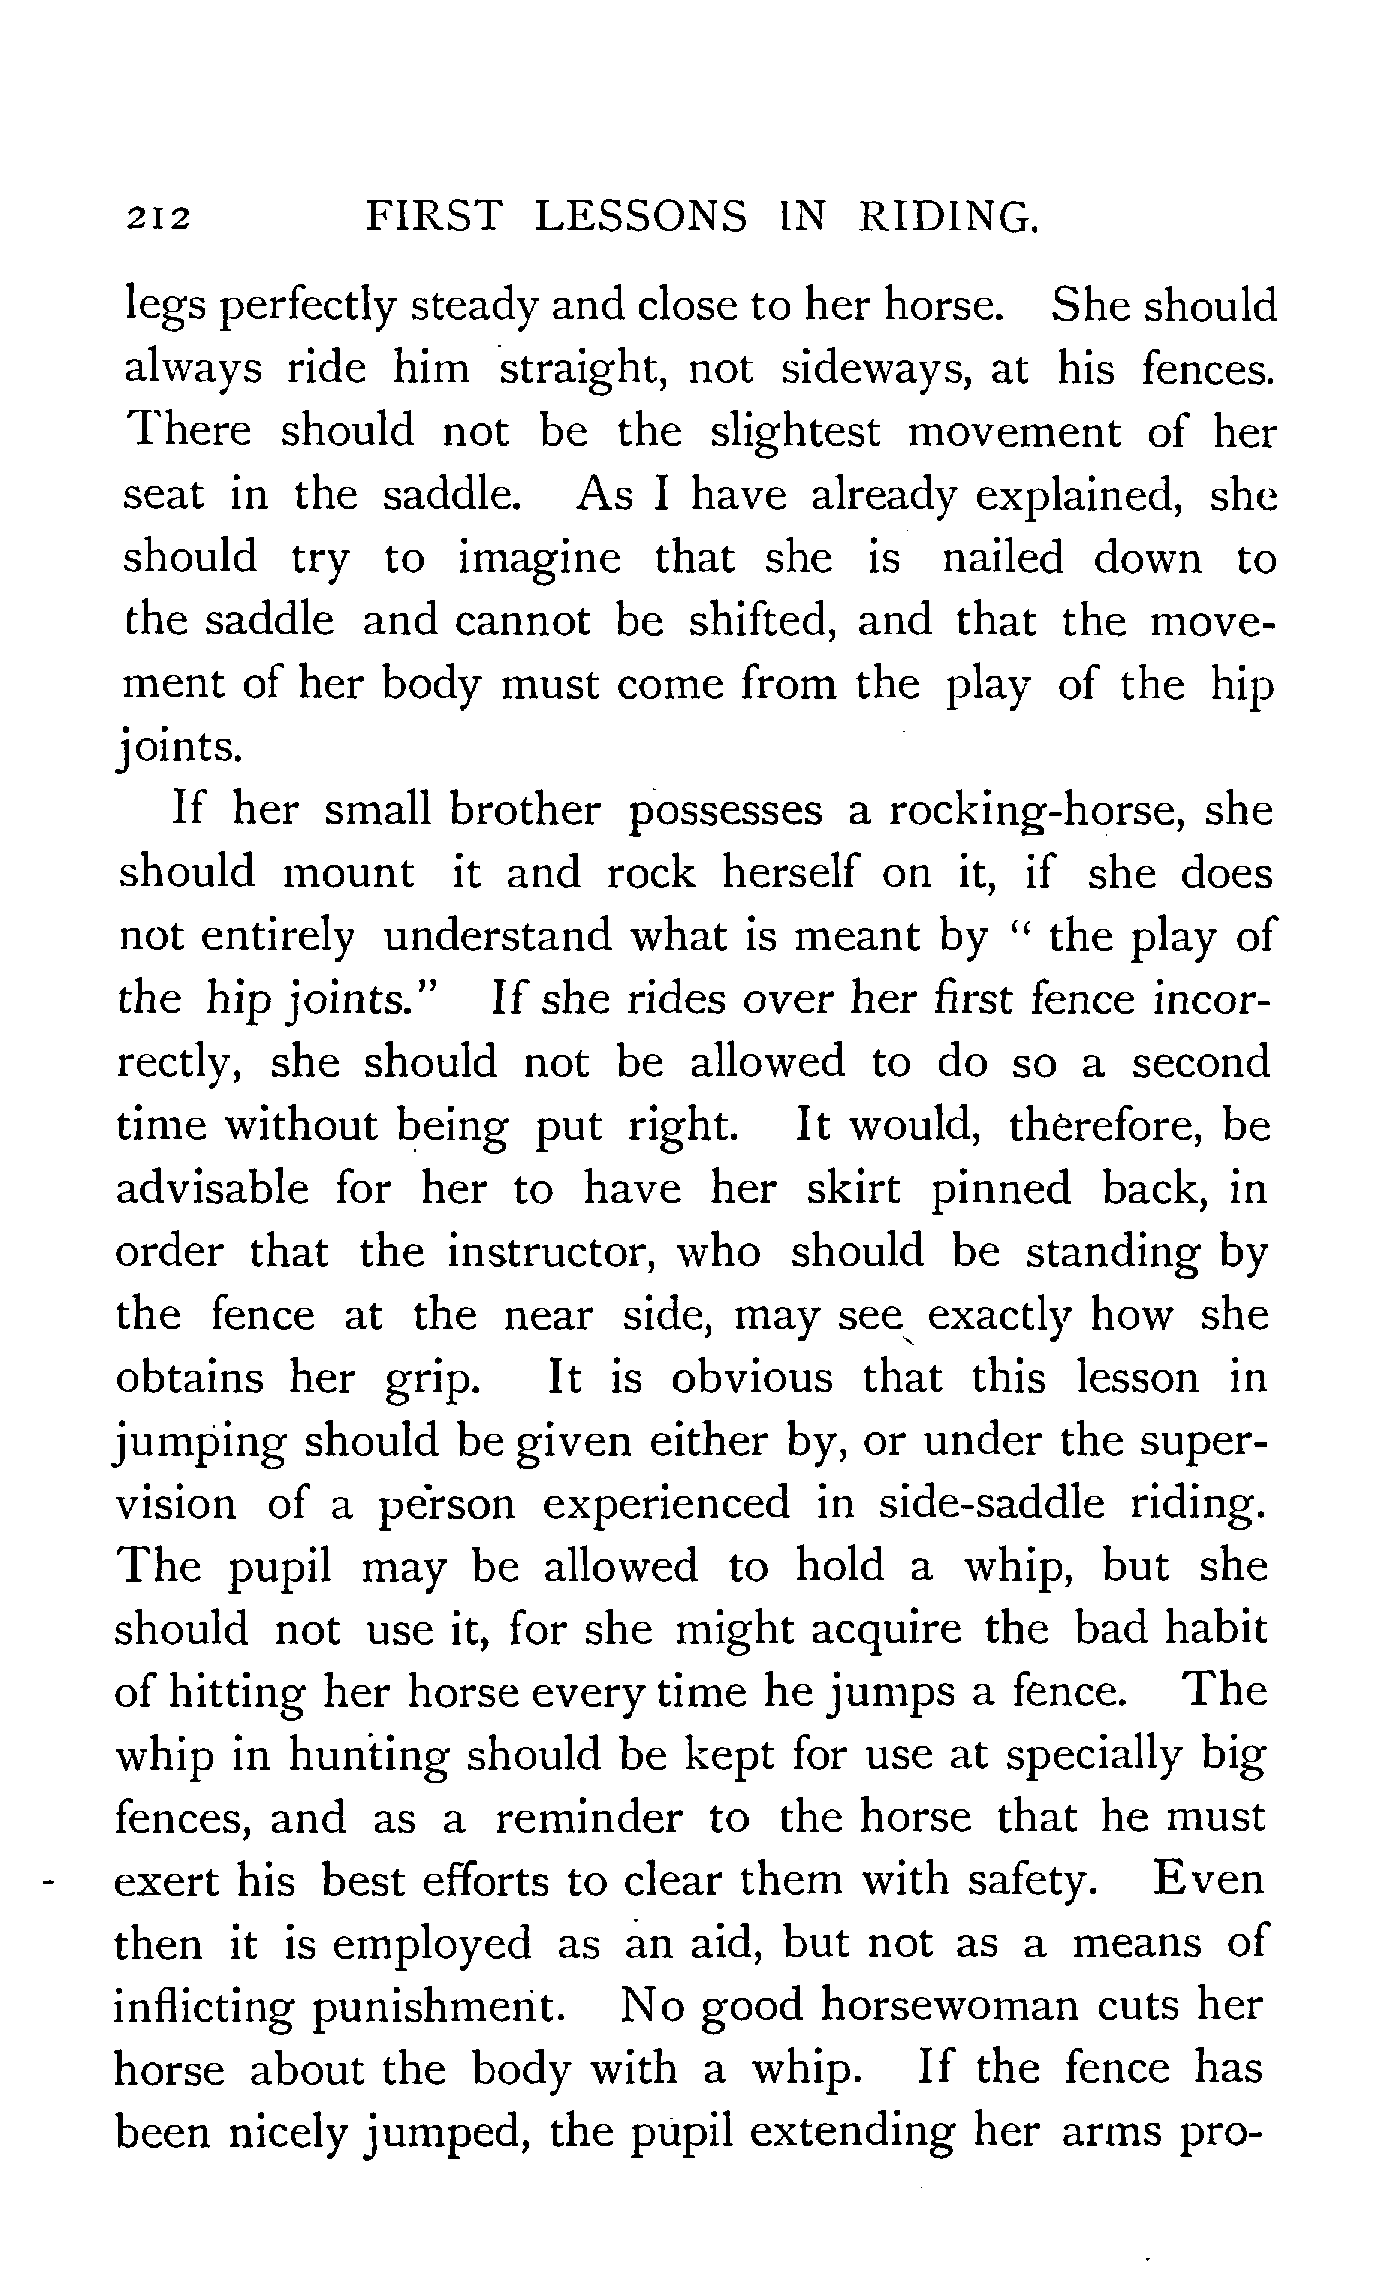 212 FIRST LESSONS IN RIDING.
legs perfectly steady and close to her horse. She should
always ride him straight, not sideways, at his fences.
There should not be the slightest movement of her
seat in the saddle. As I have already explained, she
should try to imagine that she is nailed down to
the saddle and cannot be shifted, and that the move-
ment of her body must come from the play of the hip
joints.
If her small brother possesses a rocking-horse, she
should mount it and rock herself on it, if she does
not entirely understand what is meant by " the play of
the hip joints." If she rides over her first fence incor-
rectly, she should not be allowed to do so a second
time without being put right. It would, therefore, be
advisable for her to have her skirt pinned back, in
order that the instructor, who should be standing by
the fence at the near side, may see exactly how she
obtains her grip. It is obvious that this lesson in
jumping should be given either by, or under the super-
vision of a person experienced in side-saddle riding.
The pupil may be allowed to hold a whip, but she
should not use it, for she might acquire the bad habit
of hitting her horse every time he jumps a fence. The
whip in hunting should be kept for use at specially big
fences, and as a reminder to the horse that he must
exert his best efforts to clear them with safety. Even
then it is employed as an aid, but not as a means of
inflicting punishment. No good horsewoman cuts her
horse about the body with a whip. If the fence has
been nicely jumped, the pupil extending her arms pro-